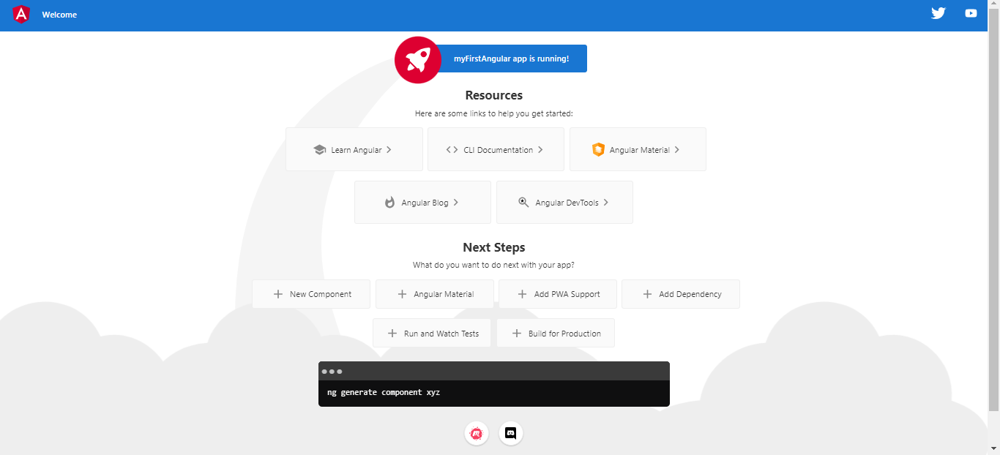 Welcome
myFirstAngular app is running!
Resources
Here are some links to help you get started:
Learn Angular
CLI Documentation
Angular Material
Angular Blog
Angular DevTools
Next Steps
What do you want to do next with your app?
New Component
Angular Material
Add PWA Support
Add Dependency
Run and Watch Tests
Build for Production
ng generate component xyz